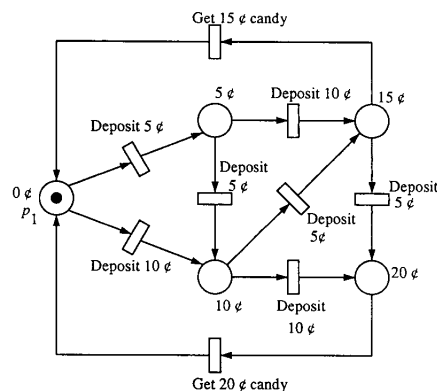 Get 15 ¢ candy
5 ¢
15 ¢
Deposit 10 ¢
Deposit 5 ¢
Deposit
5 ¢
Deposit
5 ¢
0 ¢
p1
Deposit
5¢
Deposit 10 ¢
20 ¢
10 ¢
Deposit
10 ¢
Get 20 ¢ candy